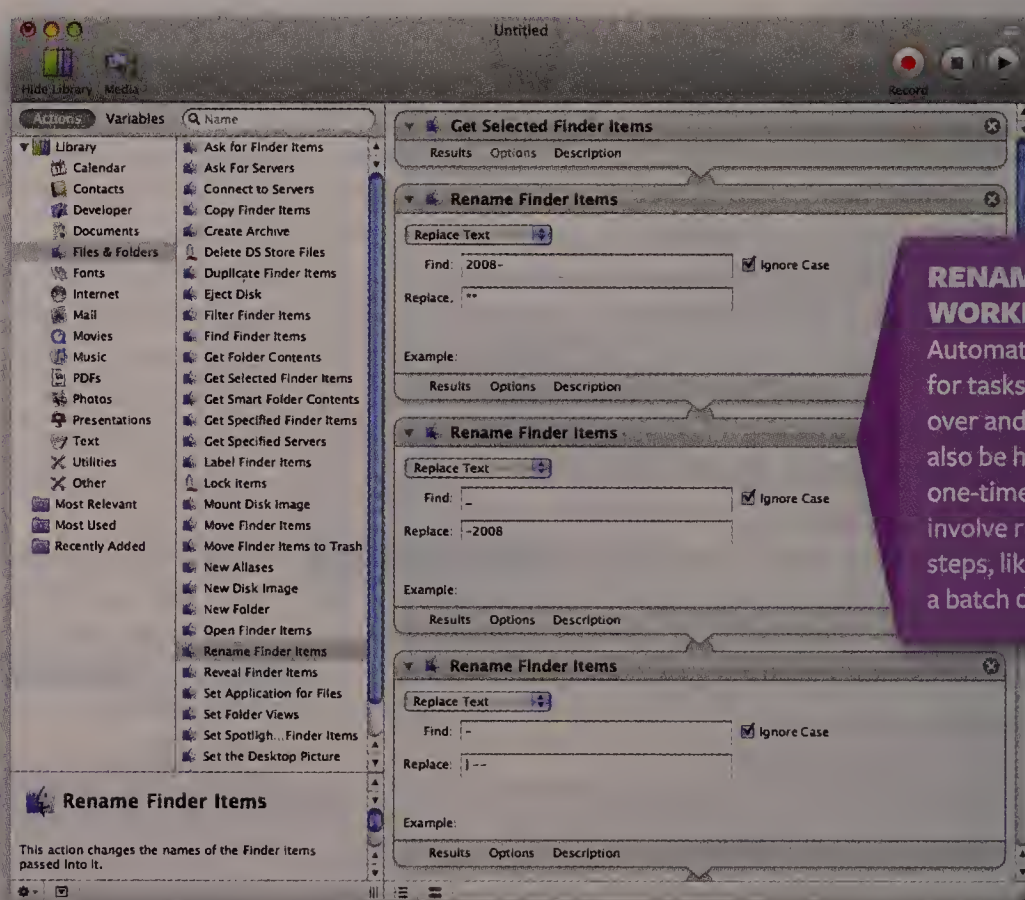 Untitled
Hide Library Media
Record
Actions Variables Name
Library
Calendar
Contacts
Developer
Documents
Files & Folders
Fonts
Internet
Mail
Movies
Music
PDFs
Photos
Presentations
Text
Utilities
Other
Most Relevant
Most Used
Recently Added
Ask for Finder Items
Ask For Servers
Connect to Servers
Copy Finder Items
Create Archive
Delete DS Store Files
Duplicate Finder Items
Eject Disk
Filter Finder Items
Find Finder Items
Get Folder Contents
Get Selected Finder Items
Get Smart Folder Contents
Get Specified Finder Items
Get Specified Servers
Label Finder Items
Lock items
Mount Disk Image
Move Finder Items
Move Finder Items to Trash
New Aliases
New Disk Image
New Folder
Open Finder Items
Rename Finder Items
Reveal Finder Items
Set Application for Files
Set Folder Views
Set Spotligh...Finder Items
Set the Desktop Picture
Rename Finder Items
This action changes the names of the Finder items
passed into it.
Get Selected Finder Items
Results Options Description
Rename Finder Items
Replace Text
Find: 2008- Ignore Case
Replace, ""
Example:
Results Options Description
Rename Finder Items
Replace Text
Find: _ Ignore Case
Replace: -2008
Example:
Results Options Description
Rename Finder Items
Replace Text
Find: - Ignore Case
Replace: --
Example:
Results Options Description
RENAM
WORK
Automat
for tasks
over and
also be h
one-time
involve r
steps, lik
a batch